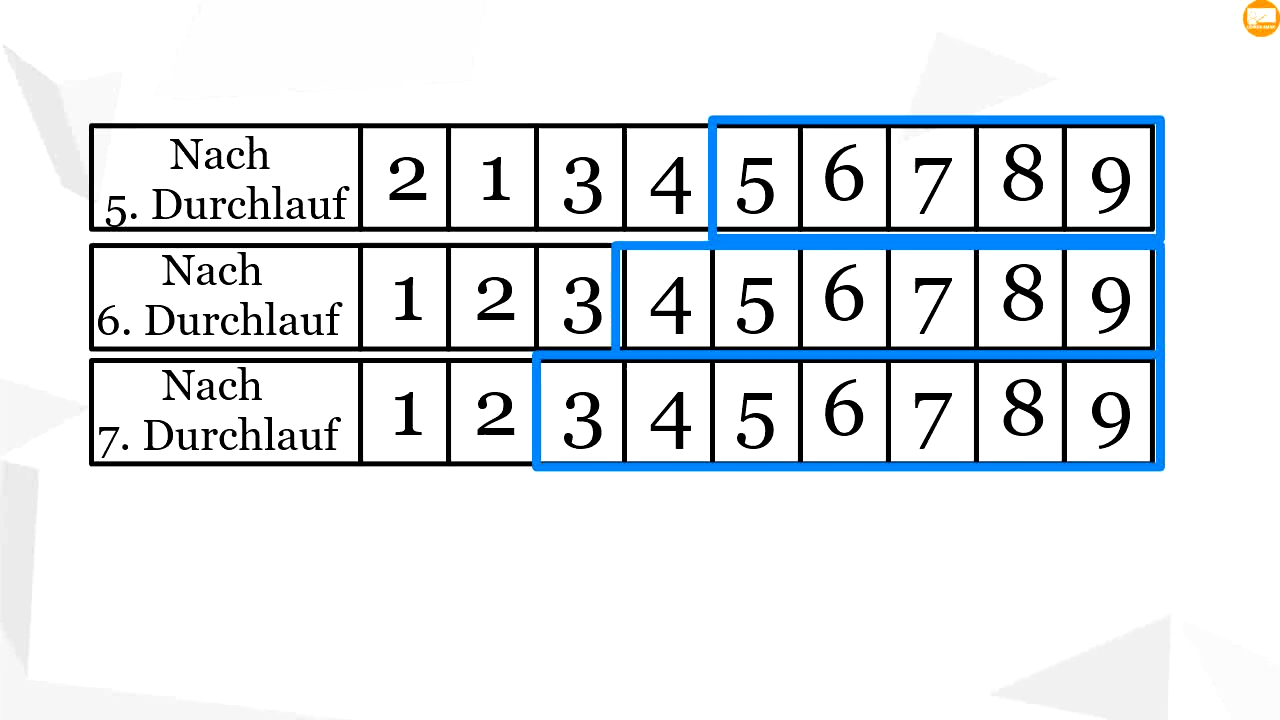 Nach
5. Durchlauf 2 1 3 4 5 6 7 8 9
Nach
6. Durchlauf 1 2 3 4 5 6 7 8 9
Nach
7. Durchlauf 1 2 3 4 5 6 7 8 9